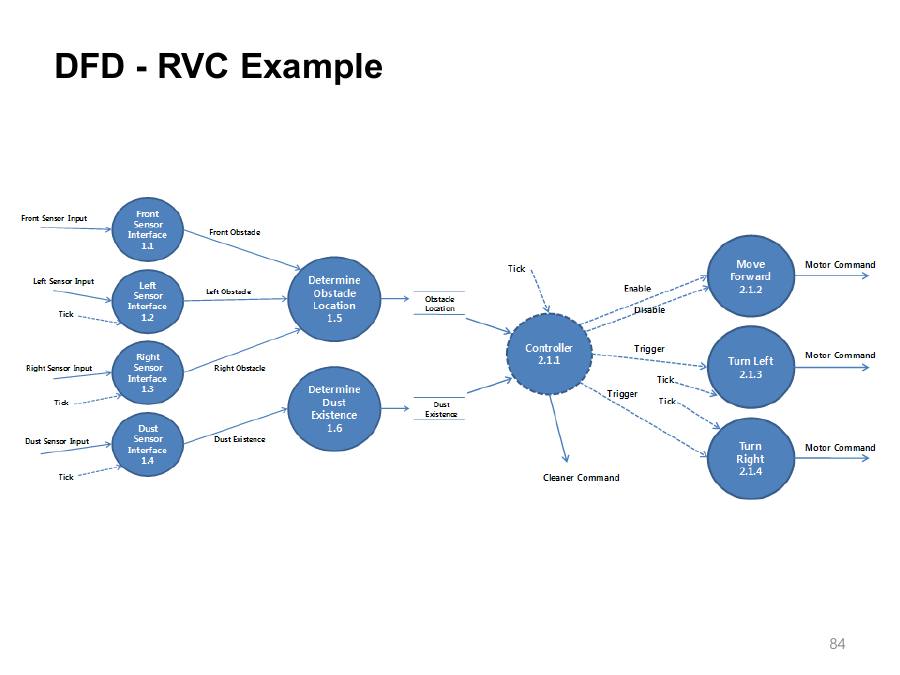 DFD - RVC Example
Front Sensor Input
Front
Sensor
Interface
1.1
Front Obstacle
Left Sensor Input
Tick
Left
Sensor
Interface
1.2
Left Obstacle
Right Sensor Input
Tick
Right
Sensor
Interface
1.3
Right Obstacle
Dust Sensor Input
Tick
Dust
Sensor
Interface
1.4
Dust Existence
Determine
Obstacle
Location
1.5
Obstacle
Location
Determine
Dust
Existence
1.6
Dust
Existence
Tick
Controller
2.1.1
Cleaner Command
Enable
Disable
Trigger
Tick
Tick
Trigger
Move
Forward
2.1.2
Motor Command
Turn Left
2.1.3
Motor Command
Turn
Right
2.1.4
Motor Command
84